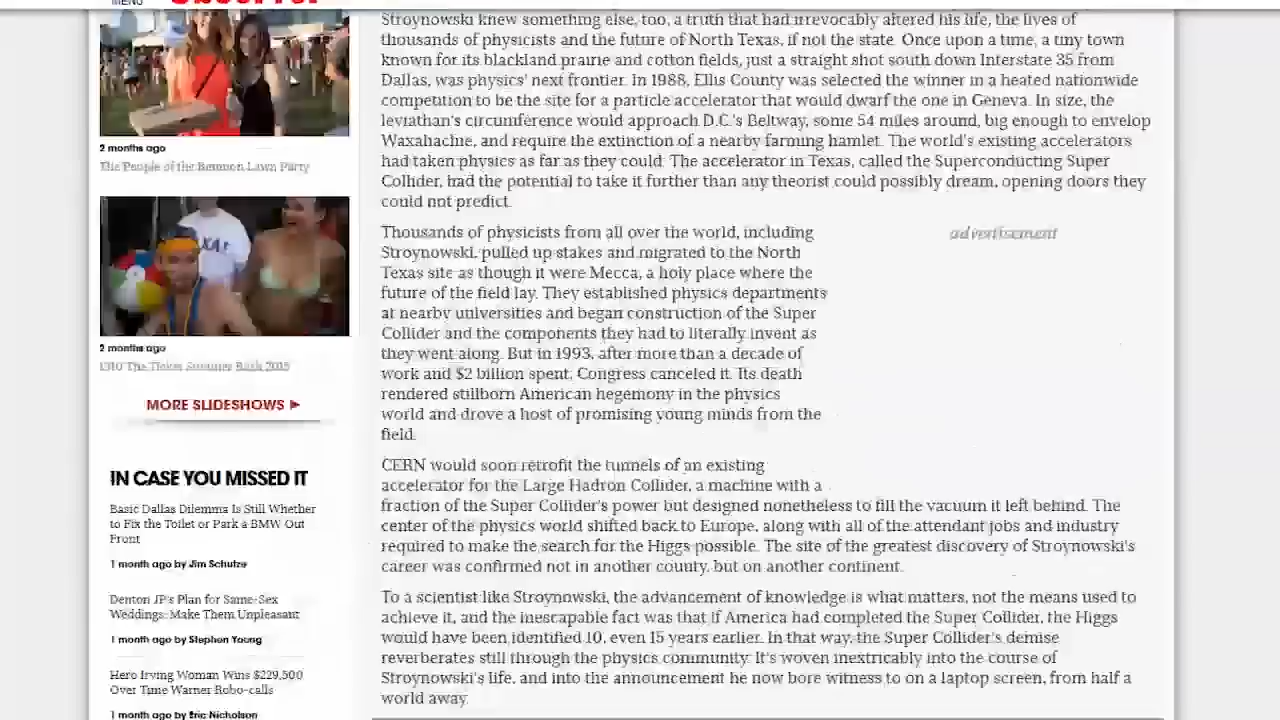 MENU
Observer
2 months ago
The People of the Bemmon Lawn Party
2 months ago
1310 The Ticket Summer Bash 2015
MORE SLIDESHOWS ►
IN CASE YOU MISSED IT
Basic Dallas Dilemma Is Still Whether
to Fix the Toilet or Park a BMW Out
Front
1 month ago by Jim Schutze
Denton JP's Plan for Same-Sex
Weddings: Make Them Unpleasant
1 month ago by Stephen Young
Hero Irving Woman Wins $229,500
Over Time Warner Robo-calls
1 month ago by Eric Nicholson
Stroynowski knew something else, too, a truth that had irrevocably altered his life, the lives of
thousands of physicists and the future of North Texas, if not the state. Once upon a time, a tiny town
known for its blackland prairie and cotton fields, just a straight shot south down Interstate 35 from
Dallas, was physics' next frontier. In 1988, Ellis County was selected the winner in a heated nationwide
competition to be the site for a particle accelerator that would dwarf the one in Geneva. In size, the
leviathan's circumference would approach D.C.'s Beltway, some 54 miles around, big enough to envelop
Waxahachie, and require the extinction of a nearby farming hamlet. The world's existing accelerators
had taken physics as far as they could. The accelerator in Texas, called the Superconducting Super
Collider, had the potential to take it further than any theorist could possibly dream, opening doors they
could not predict.
Thousands of physicists from all over the world, including
Stroynowski, pulled up stakes and migrated to the North
Texas site as though it were Mecca, a holy place where the
future of the field lay. They established physics departments
at nearby universities and began construction of the Super
Collider and the components they had to literally invent as
they went along. But in 1993, after more than a decade of
work and $2 billion spent, Congress canceled it. Its death
rendered stillborn American hegemony in the physics
world and drove a host of promising young minds from the
field.
advertisement
CERN would soon retrofit the tunnels of an existing
accelerator for the Large Hadron Collider, a machine with a
fraction of the Super Collider's power but designed nonetheless to fill the vacuum it left behind. The
center of the physics world shifted back to Europe, along with all of the attendant jobs and industry
required to make the search for the Higgs possible. The site of the greatest discovery of Stroynowski's
career was confirmed not in another county, but on another continent.
To a scientist like Stroynowski, the advancement of knowledge is what matters, not the means used to
achieve it, and the inescapable fact was that if America had completed the Super Collider, the Higgs
would have been identified 10, even 15 years earlier. In that way, the Super Collider's demise
reverberates still through the physics community. It's woven inextricably into the course of
Stroynowski's life, and into the announcement he now bore witness to on a laptop screen, from half a
world away.